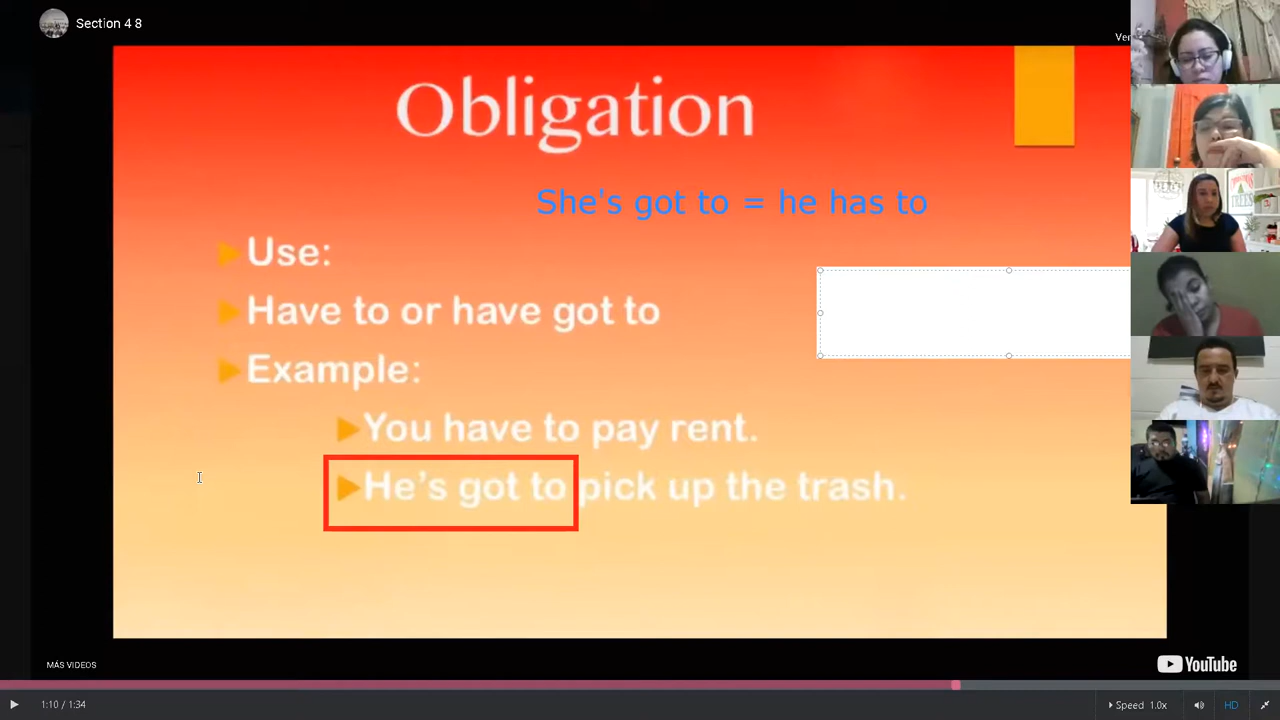 Section 4 8
Ver
Obligation
She's got to = he has to
Use:
Have to or have got to
Example:
You have to pay rent.
He's got to pick up the trash.
MÁS VIDEOS
YouTube
1:10 / 1:34
Speed 1.0x
HD